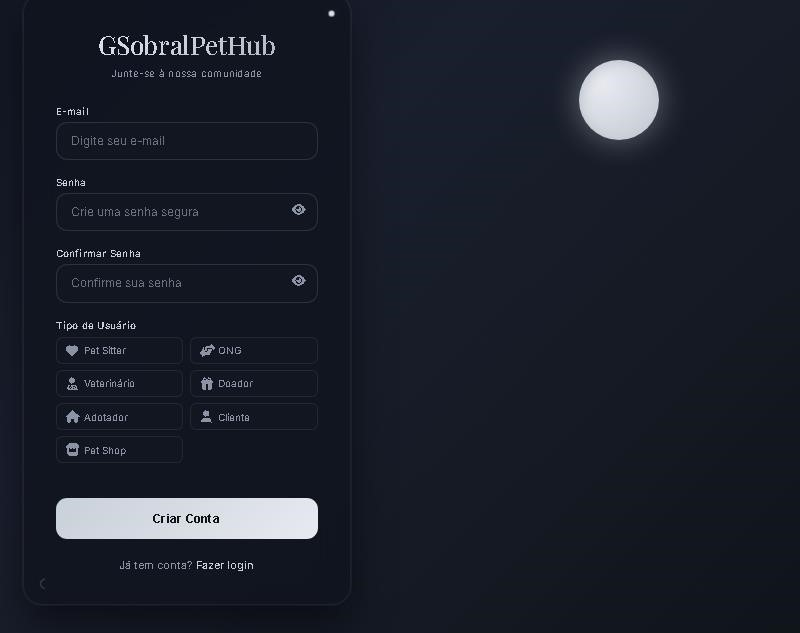 GSobralPetHub
Junte-se à nossa comunidade
E-mail
Digite seu e-mail
Senha
Crie uma senha segura
Confirmar Senha
Confirme sua senha
Tipo de Usuário
Pet Sitter
ONG
Veterinário
Doador
Adotador
Cliente
Pet Shop
Criar Conta
Já tem conta? Fazer login